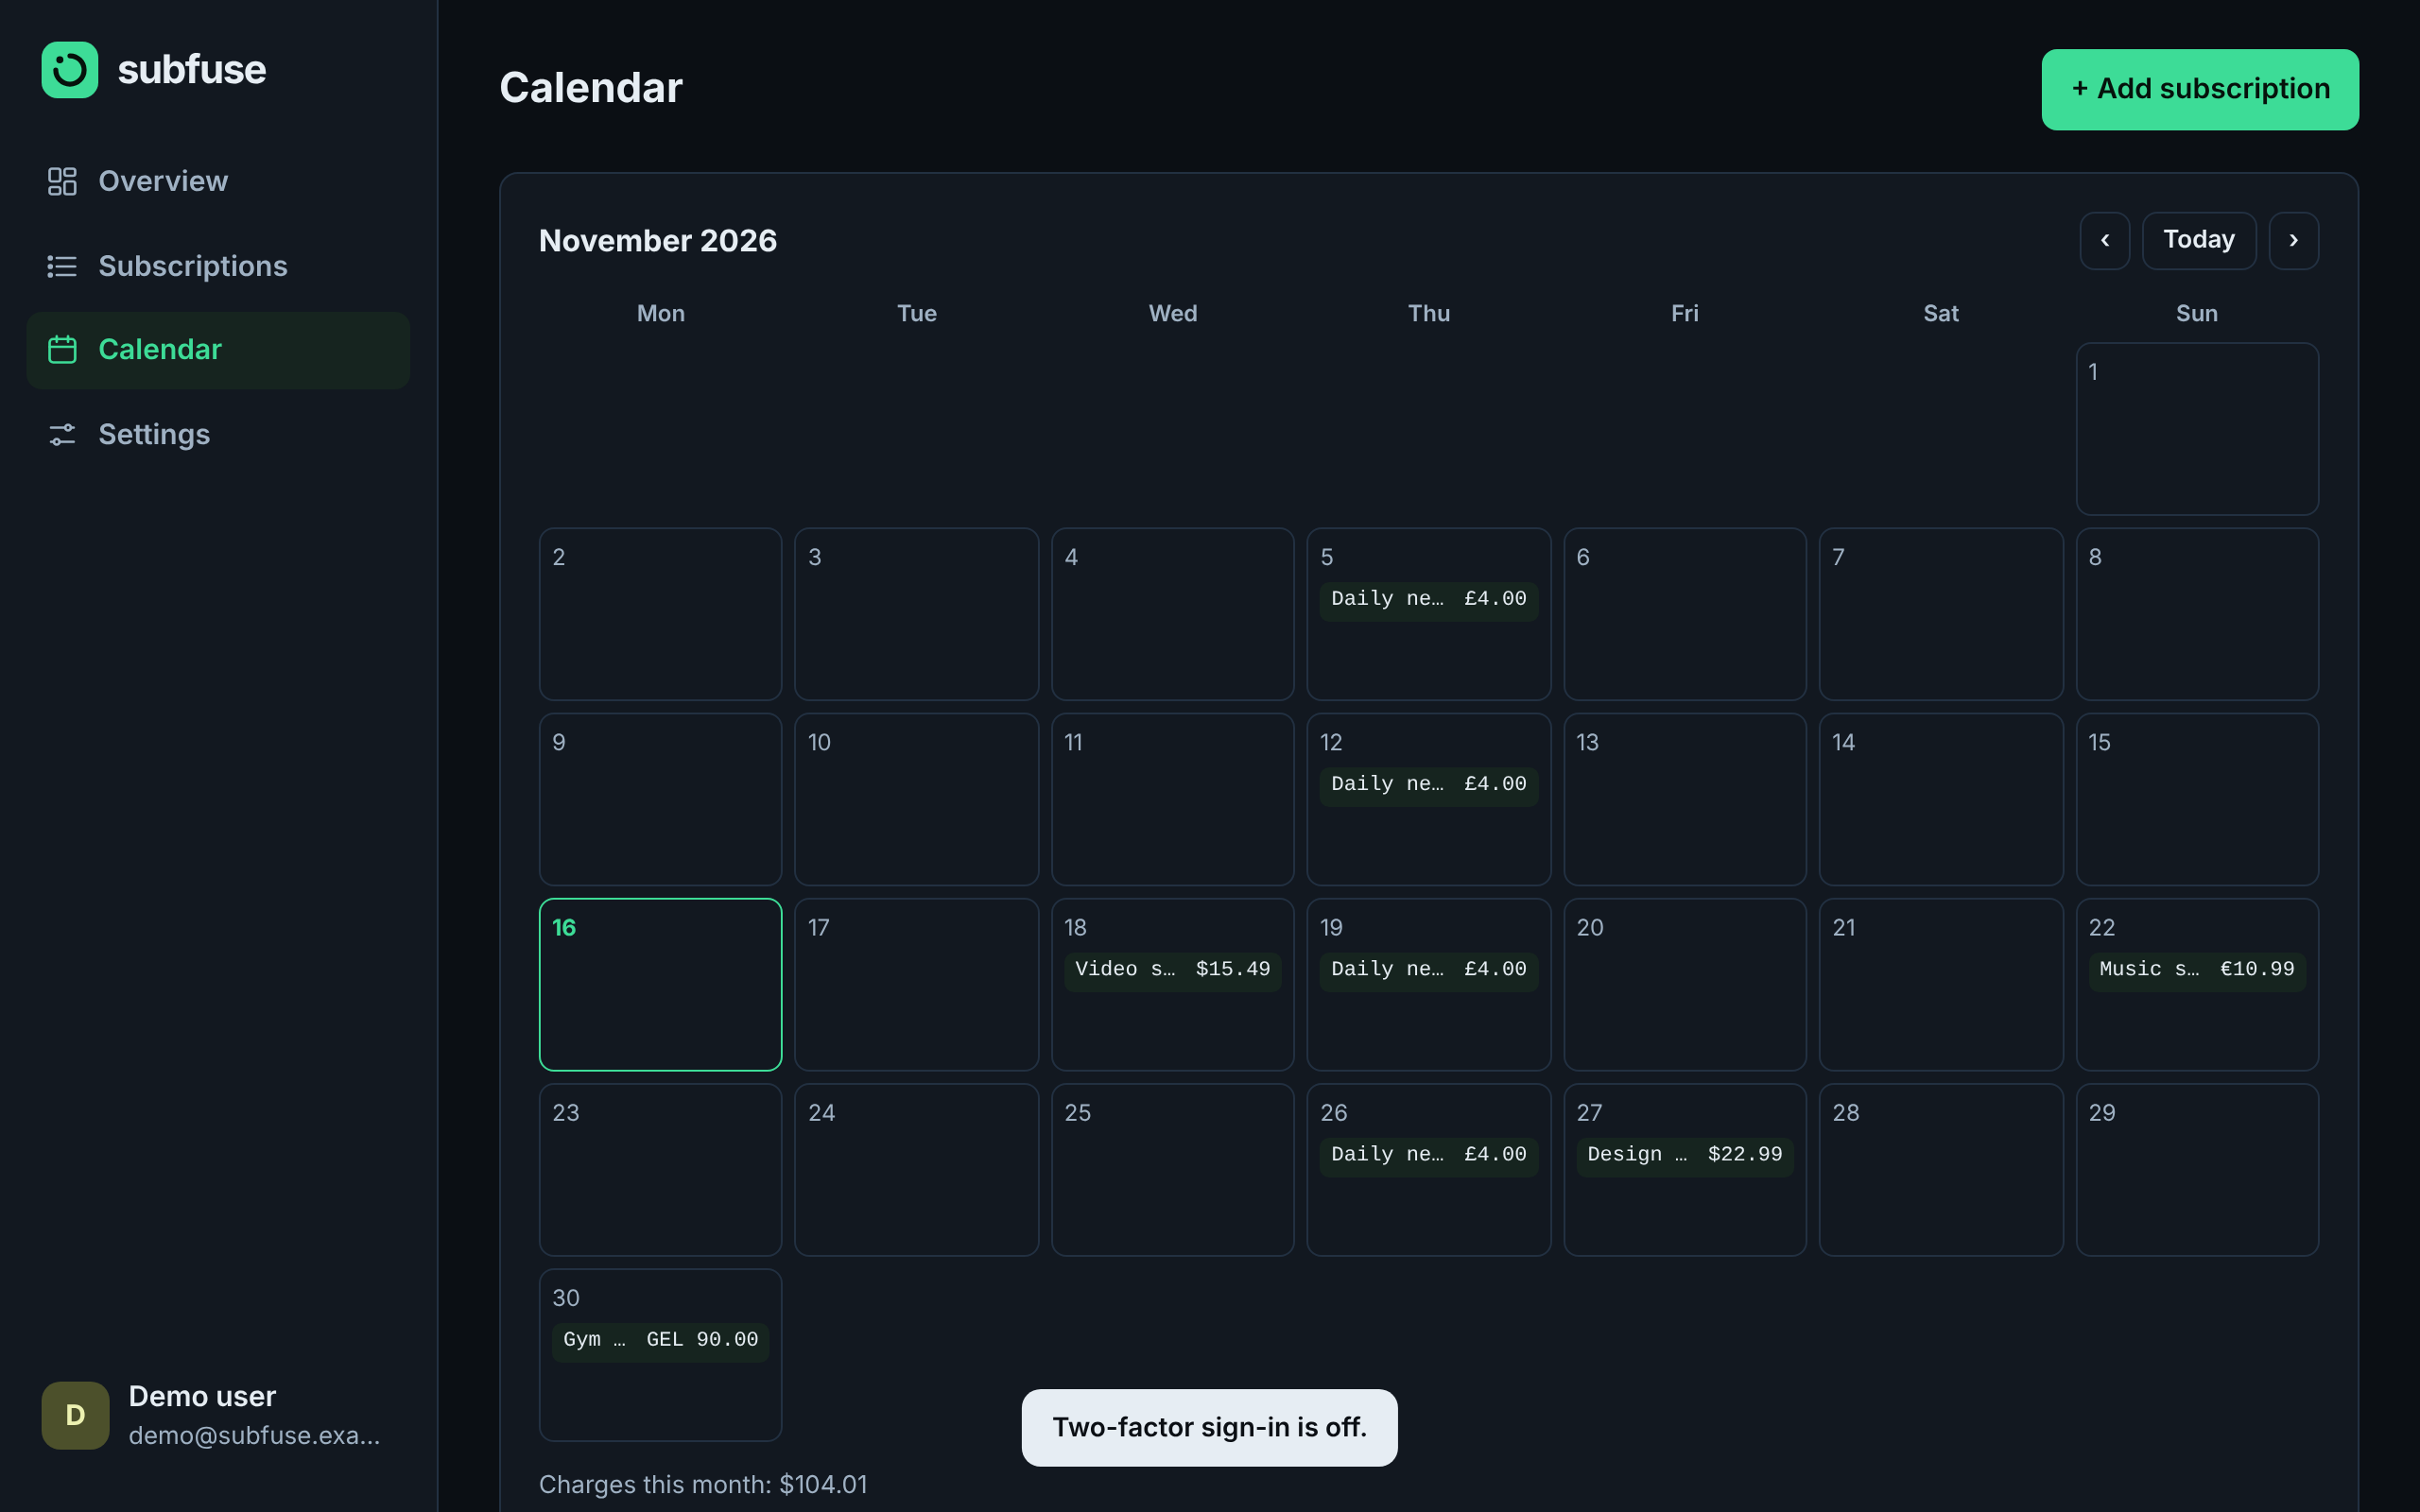 subfuse
Overview
Subscriptions
Calendar
Settings
Demo user
D
demo@subfuse.exa...
Calendar
+ Add subscription
November 2026
‹ Today ›
Mon Tue Wed Thu Fri Sat Sun
1
2 3 4 5 6 7 8
Daily ne… £4.00
9 10 11 12 13 14 15
Daily ne… £4.00
16 17 18 19 20 21 22
Video s… $15.49 Daily ne… £4.00 Music s… €10.99
23 24 25 26 27 28 29
Daily ne… £4.00 Design … $22.99
30
Gym … GEL 90.00
Two-factor sign-in is off.
Charges this month: $104.01